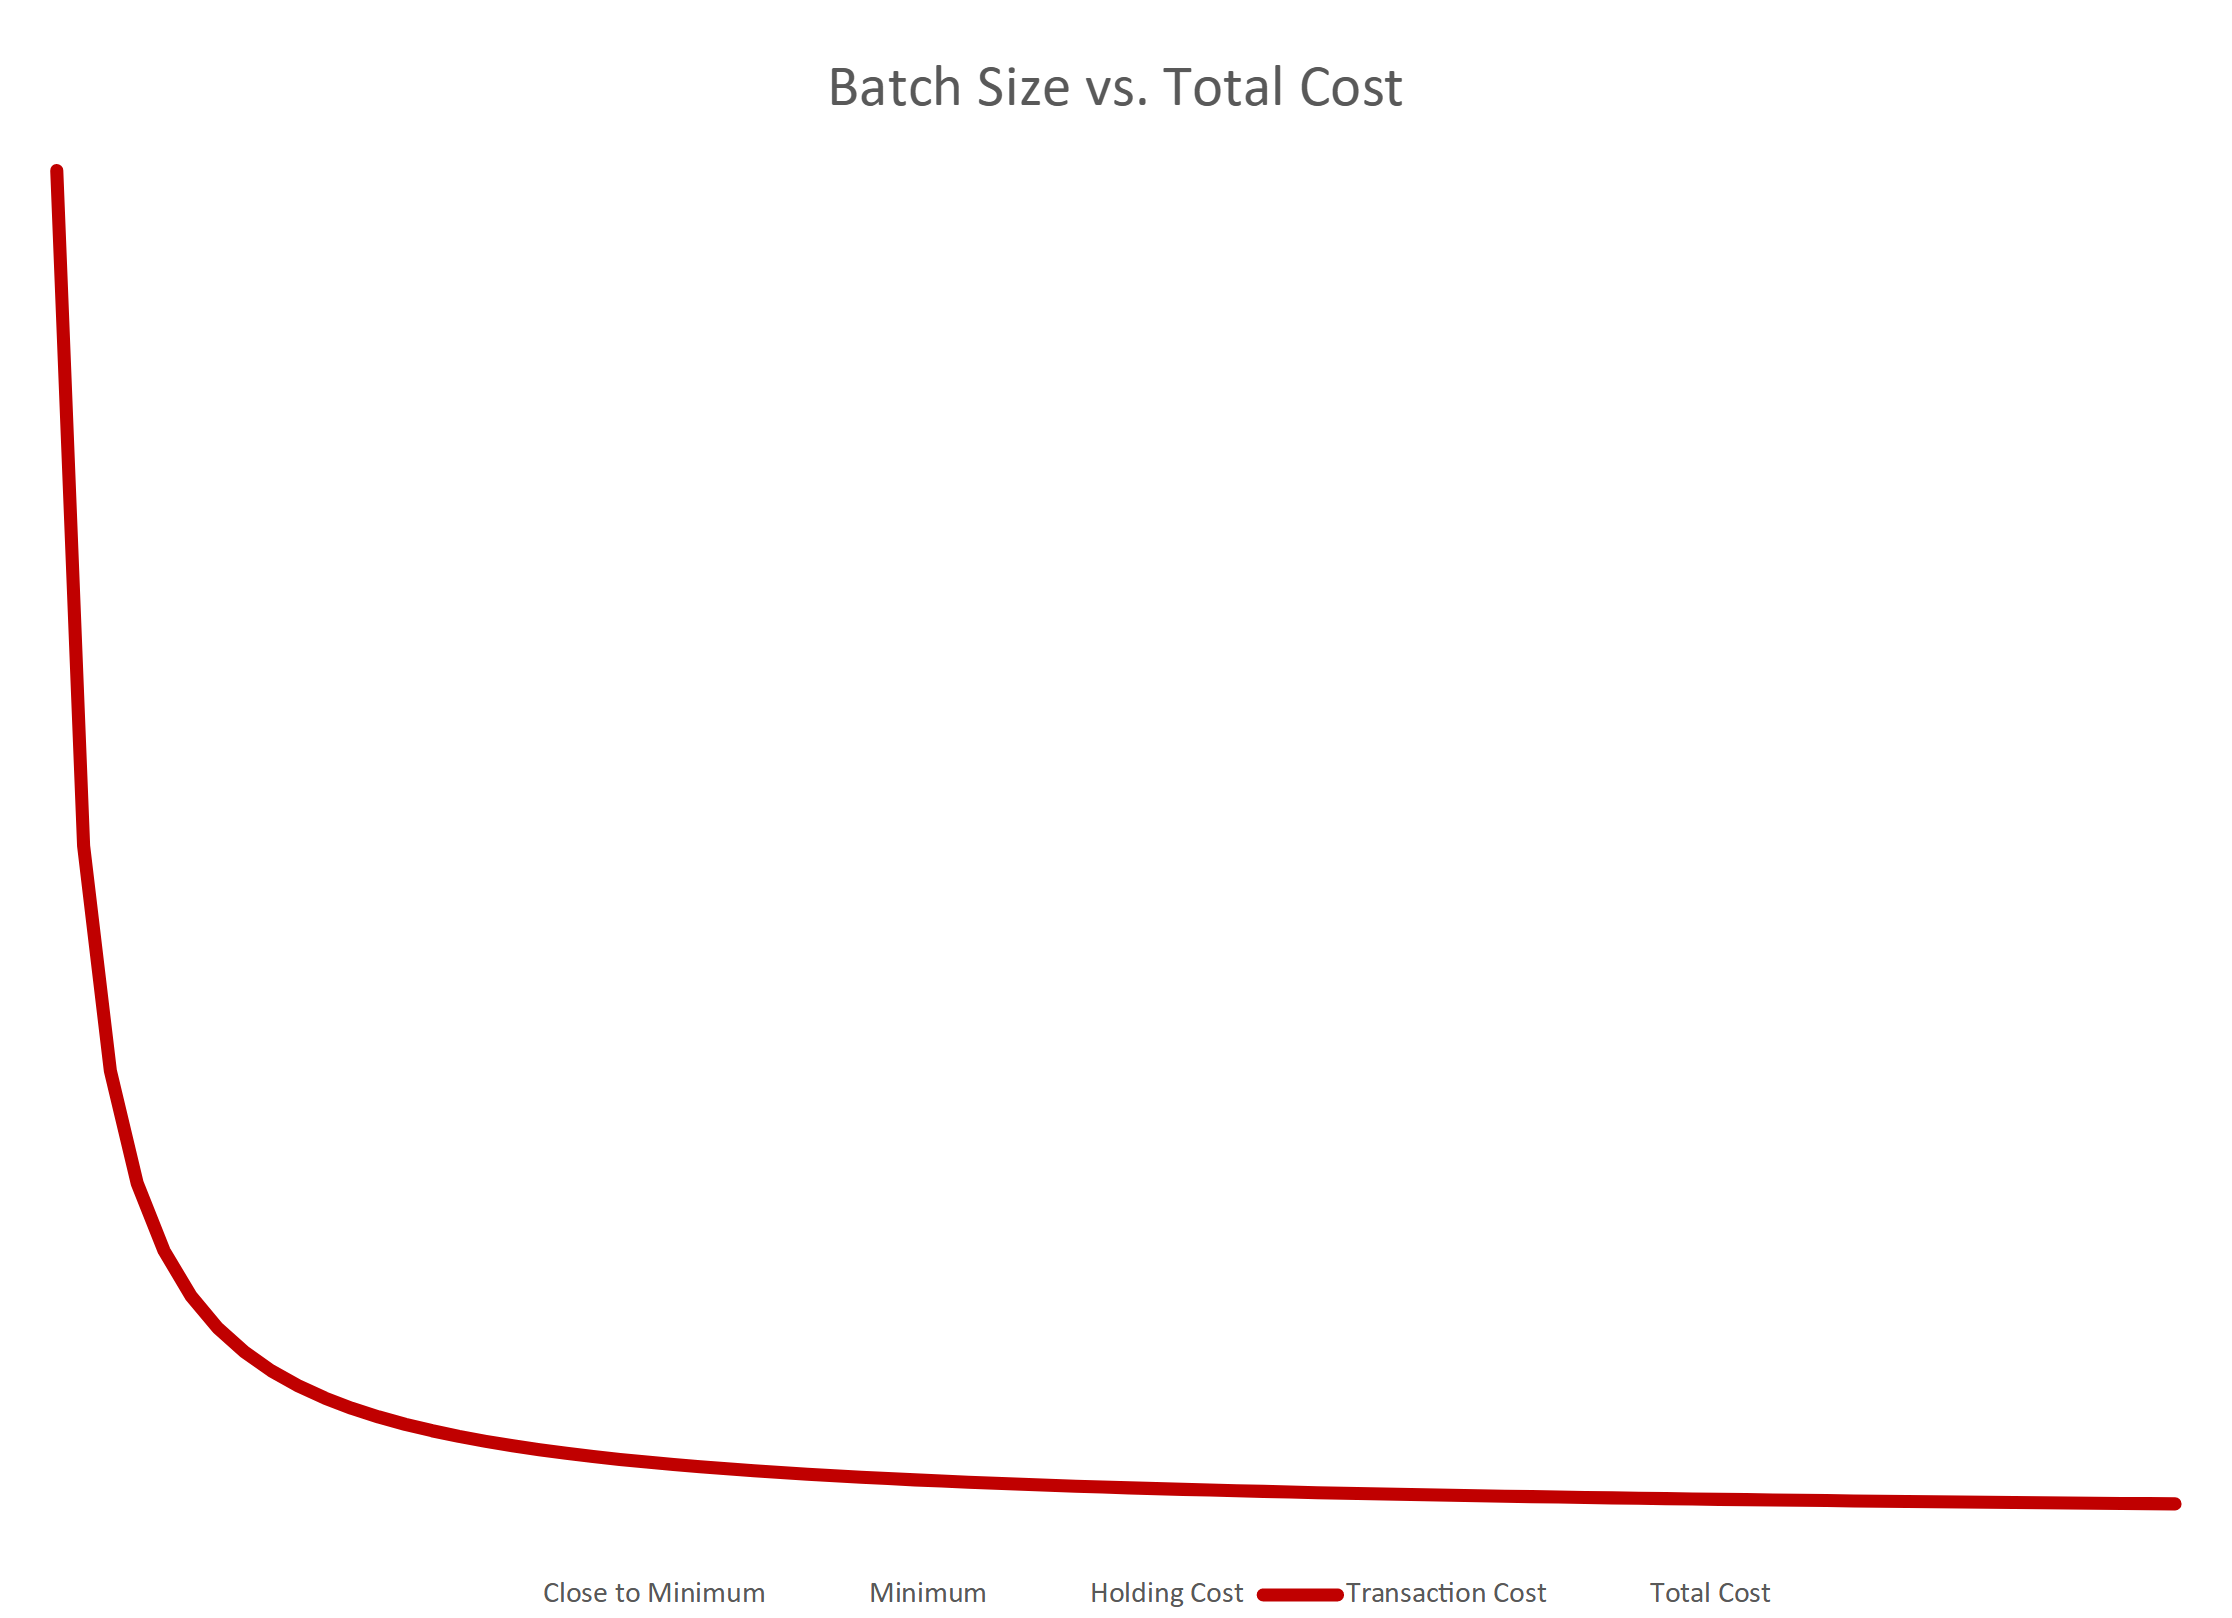 Batch Size vs. Total Cost
Close to Minimum Minimum Holding Cost Transaction Cost Total Cost